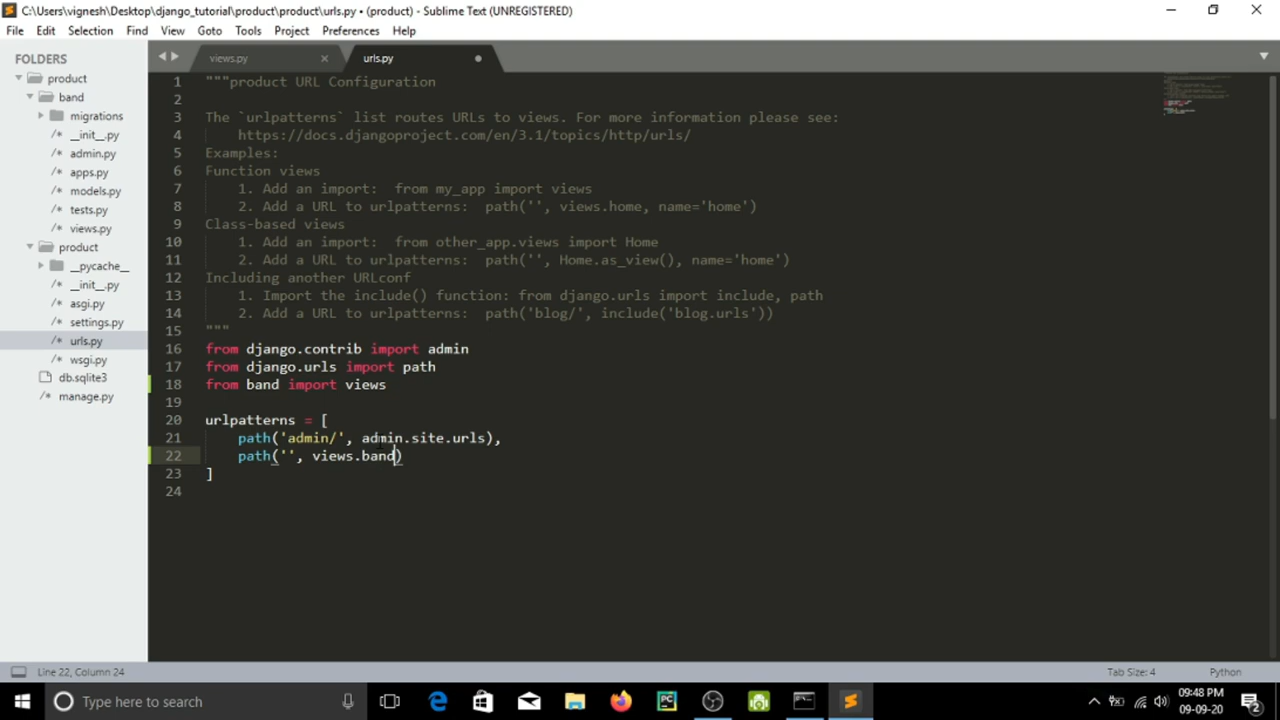 C:\Users\vignesh\Desktop\django_tutorial\product\product\urls.py • (product) - Sublime Text (UNREGISTERED)
File Edit Selection Find View Goto Tools Project Preferences Help
FOLDERS
product
band
migrations
__init__.py
admin.py
apps.py
models.py
tests.py
views.py
product
__pycache__
__init__.py
asgi.py
settings.py
urls.py
wsgi.py
db.sqlite3
manage.py
views.py × urls.py
1 """product URL Configuration
2
3 The `urlpatterns` list routes URLs to views. For more information please see:
4 https://docs.djangoproject.com/en/3.1/topics/http/urls/
5 Examples:
6 Function views
7 1. Add an import:  from my_app import views
8 2. Add a URL to urlpatterns:  path('', views.home, name='home')
9 Class-based views
10 1. Add an import:  from other_app.views import Home
11 2. Add a URL to urlpatterns:  path('', Home.as_view(), name='home')
12 Including another URLconf
13 1. Import the include() function: from django.urls import include, path
14 2. Add a URL to urlpatterns:  path('blog/', include('blog.urls'))
15 """
16 from django.contrib import admin
17 from django.urls import path
18 from band import views
19
20 urlpatterns = [
21 path('admin/', admin.site.urls),
22 path('', views.band)
23 ]
24
Line 22, Column 24 Tab Size: 4 Python
Type here to search
09:48 PM
09-09-20
2